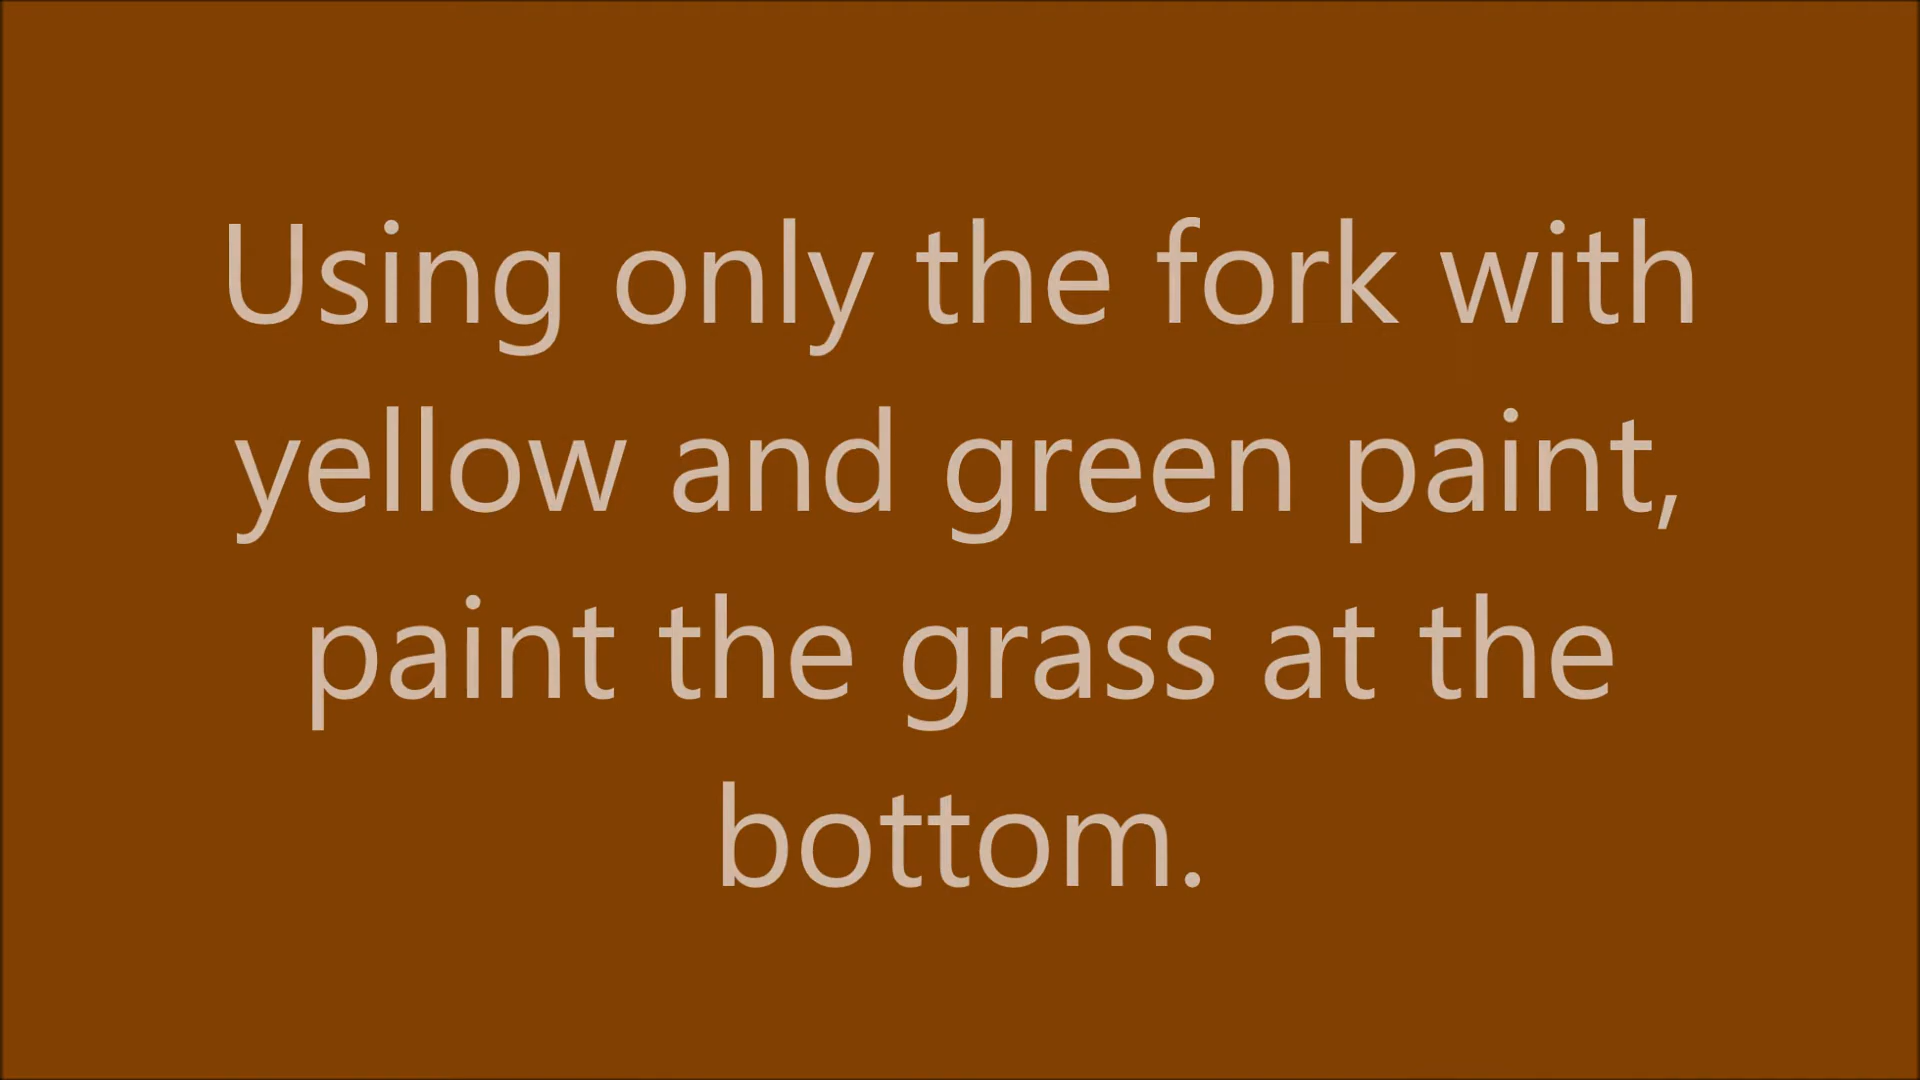 Using only the fork with
yellow and green paint,
paint the grass at the
bottom.